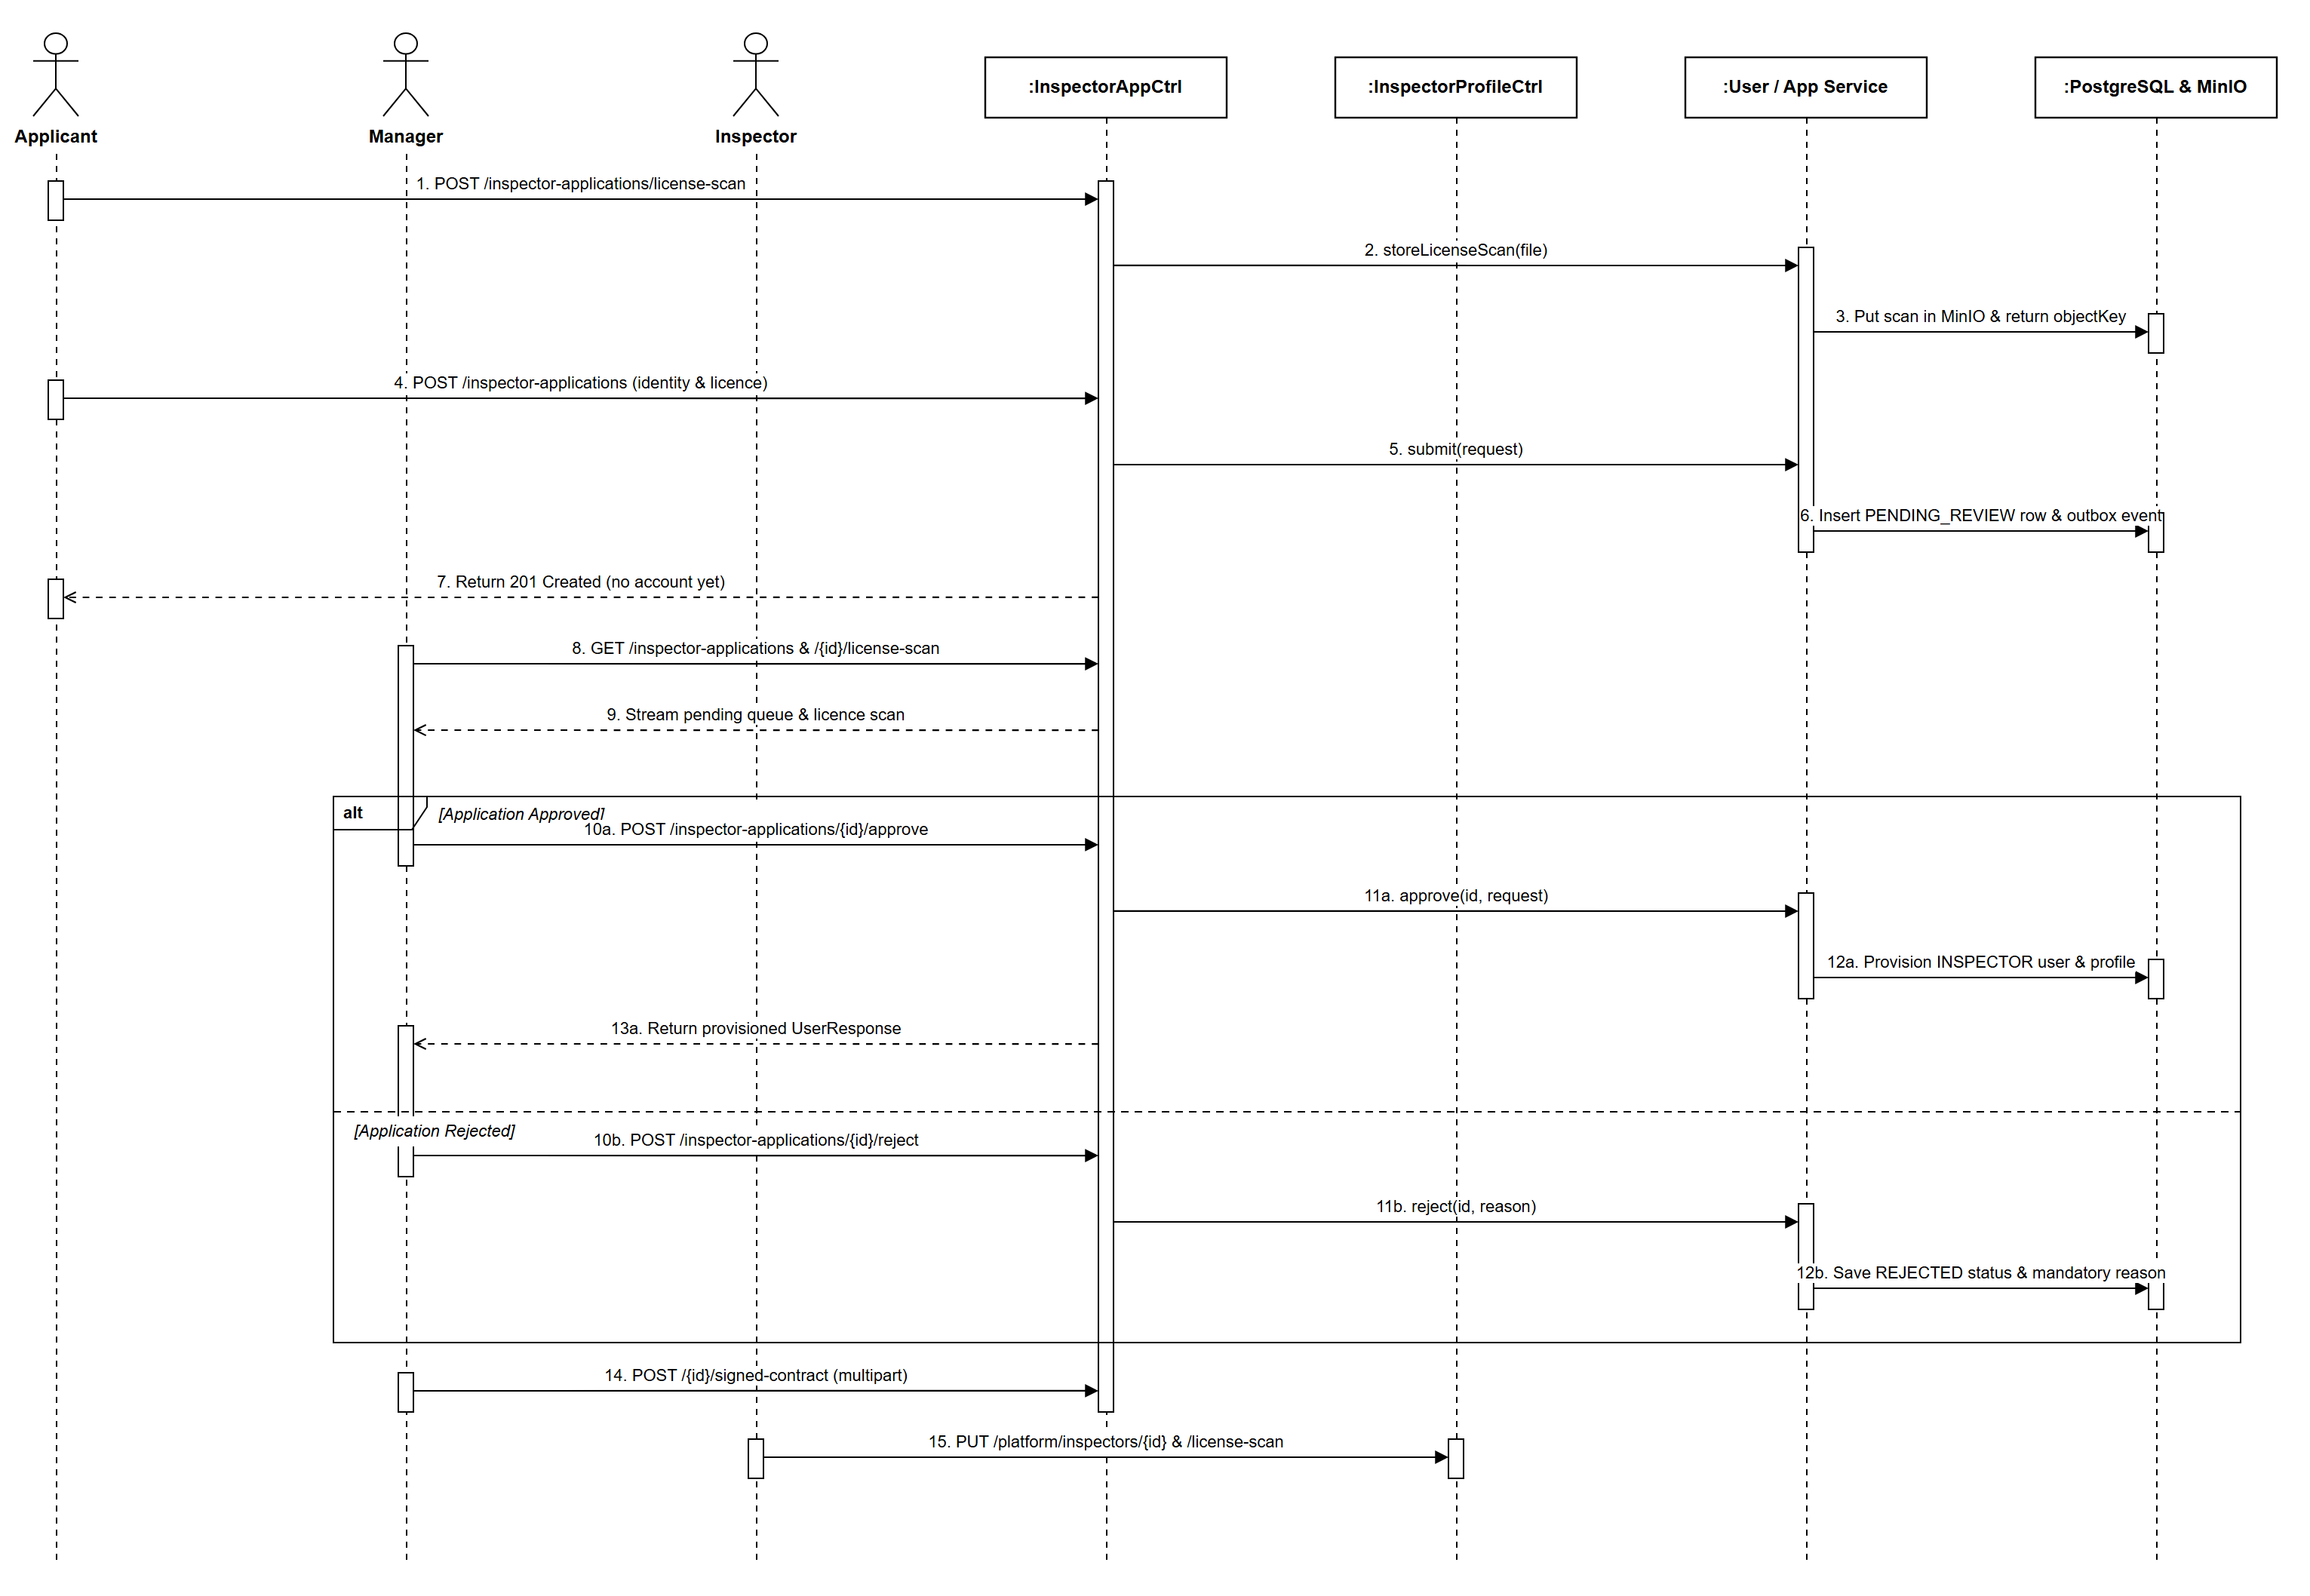 Applicant
Manager
Inspector
:InspectorAppCtrl
:InspectorProfileCtrl
:User / App Service
:PostgreSQL & MinIO
1. POST /inspector-applications/license-scan
2. storeLicenseScan(file)
3. Put scan in MinIO & return objectKey
4. POST /inspector-applications (identity & licence)
5. submit(request)
6. Insert PENDING_REVIEW row & outbox event
7. Return 201 Created (no account yet)
8. GET /inspector-applications & /{id}/license-scan
9. Stream pending queue & licence scan
alt
[Application Approved]
10a. POST /inspector-applications/{id}/approve
11a. approve(id, request)
12a. Provision INSPECTOR user & profile
13a. Return provisioned UserResponse
[Application Rejected]
10b. POST /inspector-applications/{id}/reject
11b. reject(id, reason)
12b. Save REJECTED status & mandatory reason
14. POST /{id}/signed-contract (multipart)
15. PUT /platform/inspectors/{id} & /license-scan